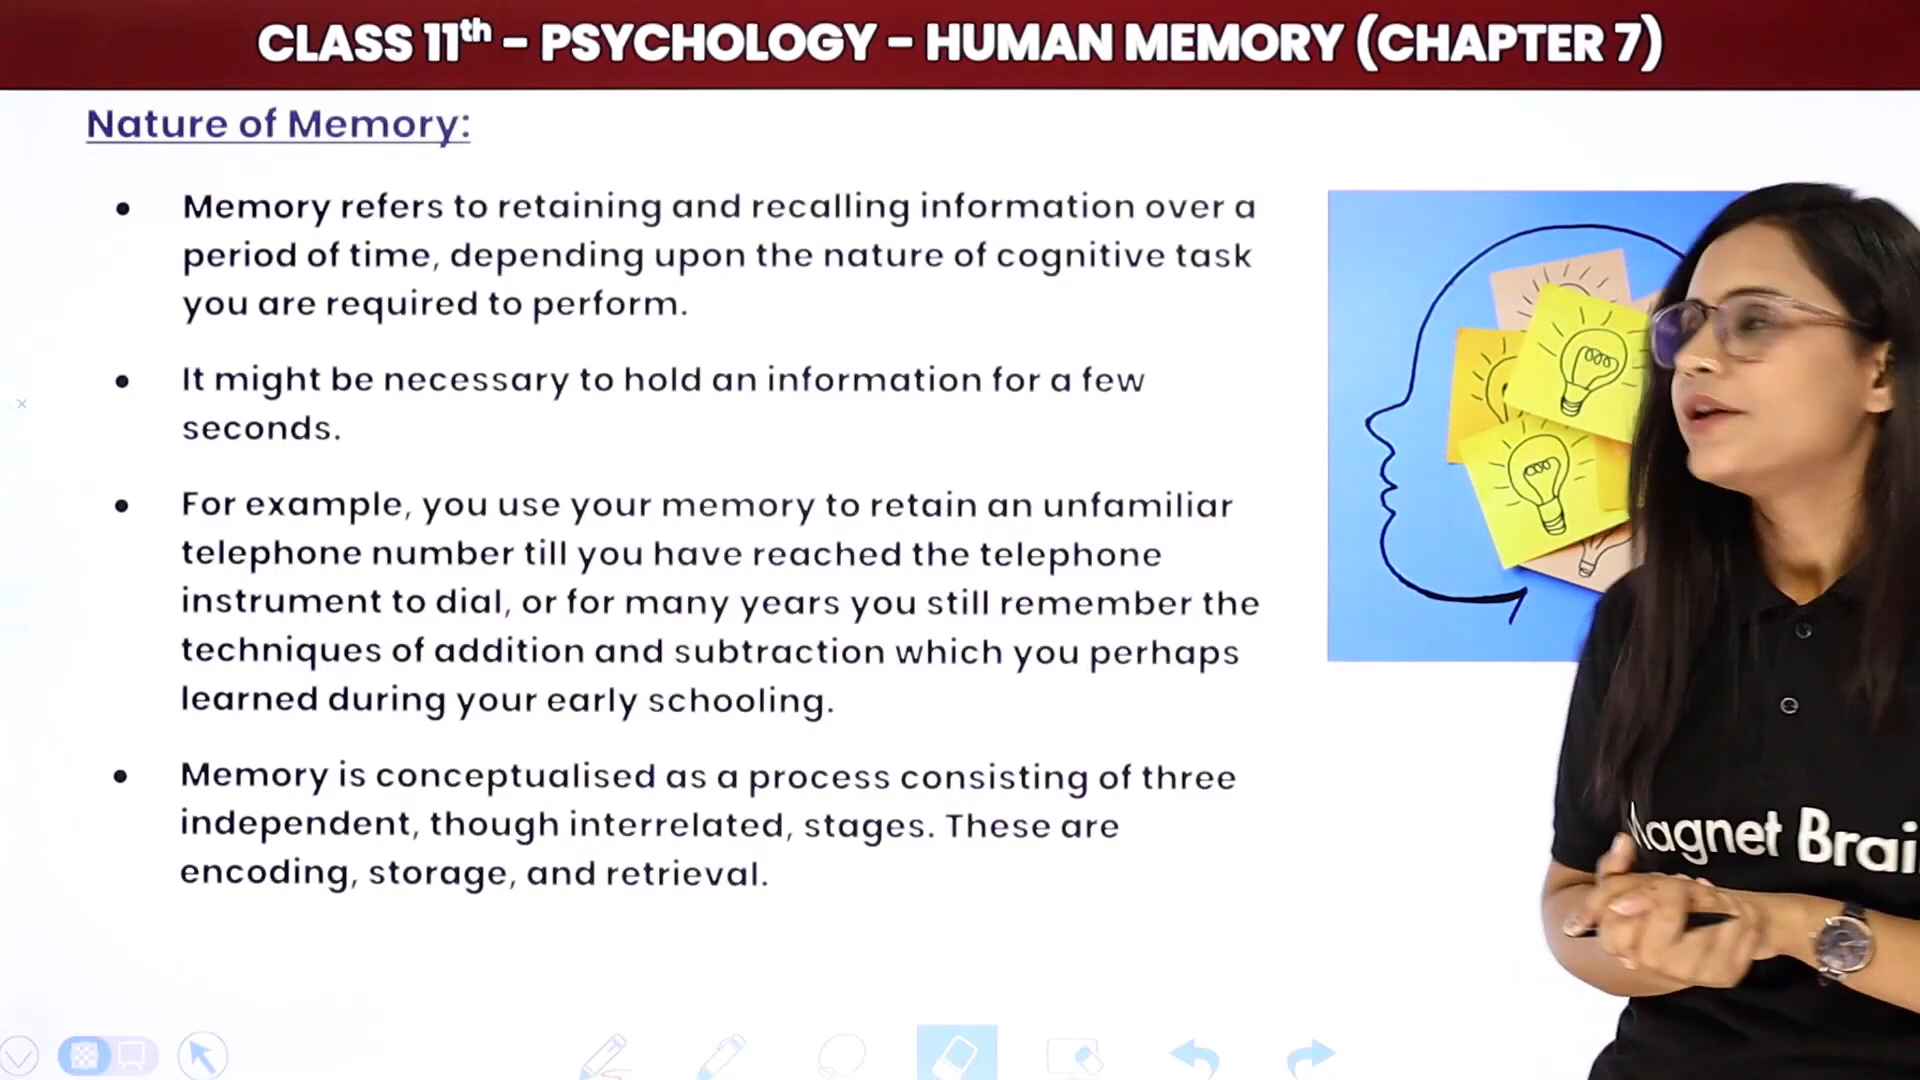 CLASS 11th - PSYCHOLOGY - HUMAN MEMORY (CHAPTER 7)
Nature of Memory:
• Memory refers to retaining and recalling information over a
period of time, depending upon the nature of cognitive task
you are required to perform.
• It might be necessary to hold an information for a few
seconds.
• For example, you use your memory to retain an unfamiliar
telephone number till you have reached the telephone
instrument to dial, or for many years you still remember the
techniques of addition and subtraction which you perhaps
learned during your early schooling.
• Memory is conceptualised as a process consisting of three
independent, though interrelated, stages. These are
encoding, storage, and retrieval.
Magnet Brai